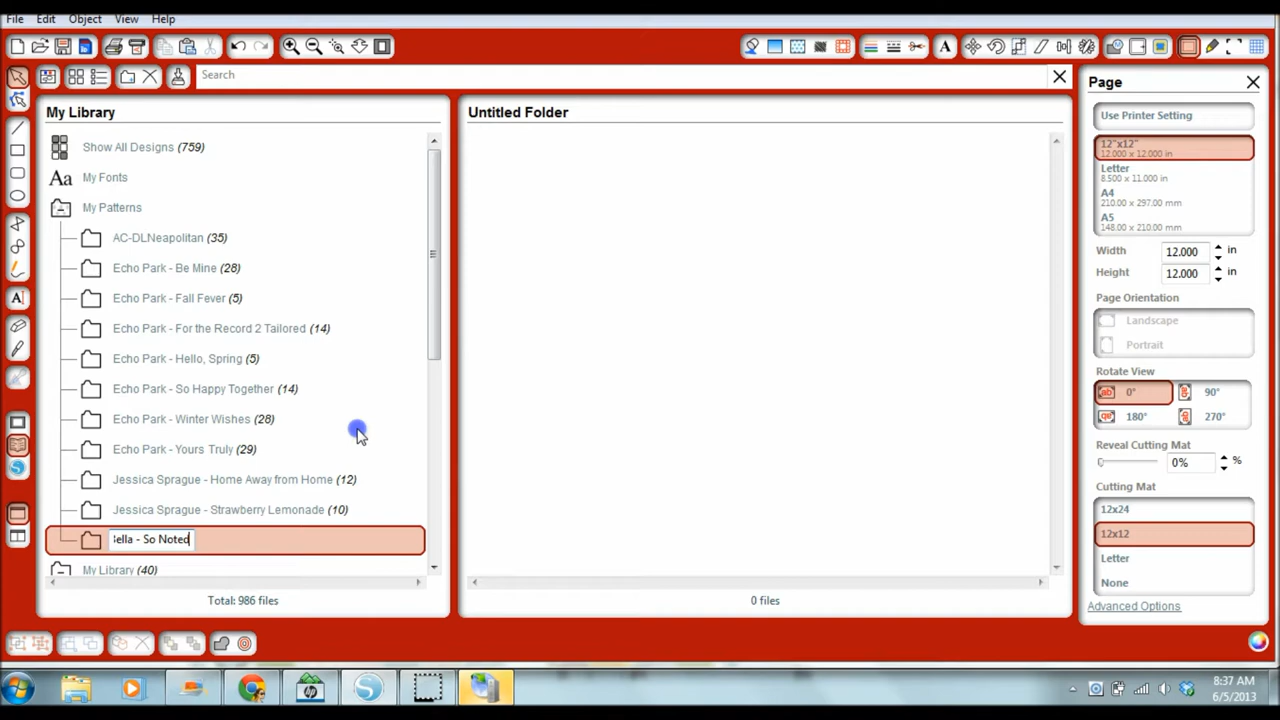 File Edit Object View Help
A
Search
My Library
Untitled Folder
Page
Show All Designs (759)
Aa My Fonts
My Patterns
AC-DLNeapolitan (35)
Echo Park - Be Mine (28)
Echo Park - Fall Fever (5)
Echo Park - For the Record 2 Tailored (14)
Echo Park - Hello, Spring (5)
Echo Park - So Happy Together (14)
Echo Park - Winter Wishes (28)
Echo Park - Yours Truly (29)
Jessica Sprague - Home Away from Home (12)
Jessica Sprague - Strawberry Lemonade (10)
ella - So Noted
My Library (40)
Total: 986 files
0 files
Use Printer Setting
12"x12"
12.000 x 12.000 in
Letter
8.500 x 11.000 in
A4
210.00 x 297.00 mm
A5
148.00 x 210.00 mm
Width 12.000 in
Height 12.000 in
Page Orientation
Landscape
Portrait
Rotate View
0° 90°
180° 270°
Reveal Cutting Mat
0% %
Cutting Mat
12x24
12x12
Letter
None
Advanced Options
hp
8:37 AM
6/5/2013